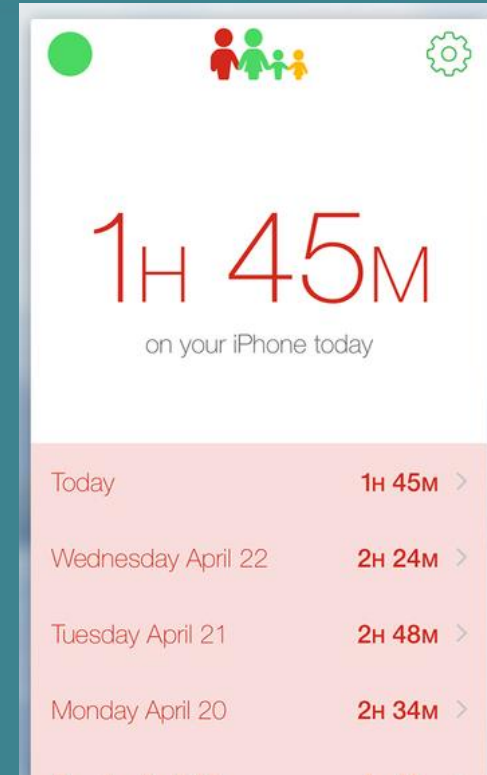 1H 45M
on your iPhone today
Today 1H 45M
Wednesday April 22 2H 24M
Tuesday April 21 2H 48M
Monday April 20 2H 34M